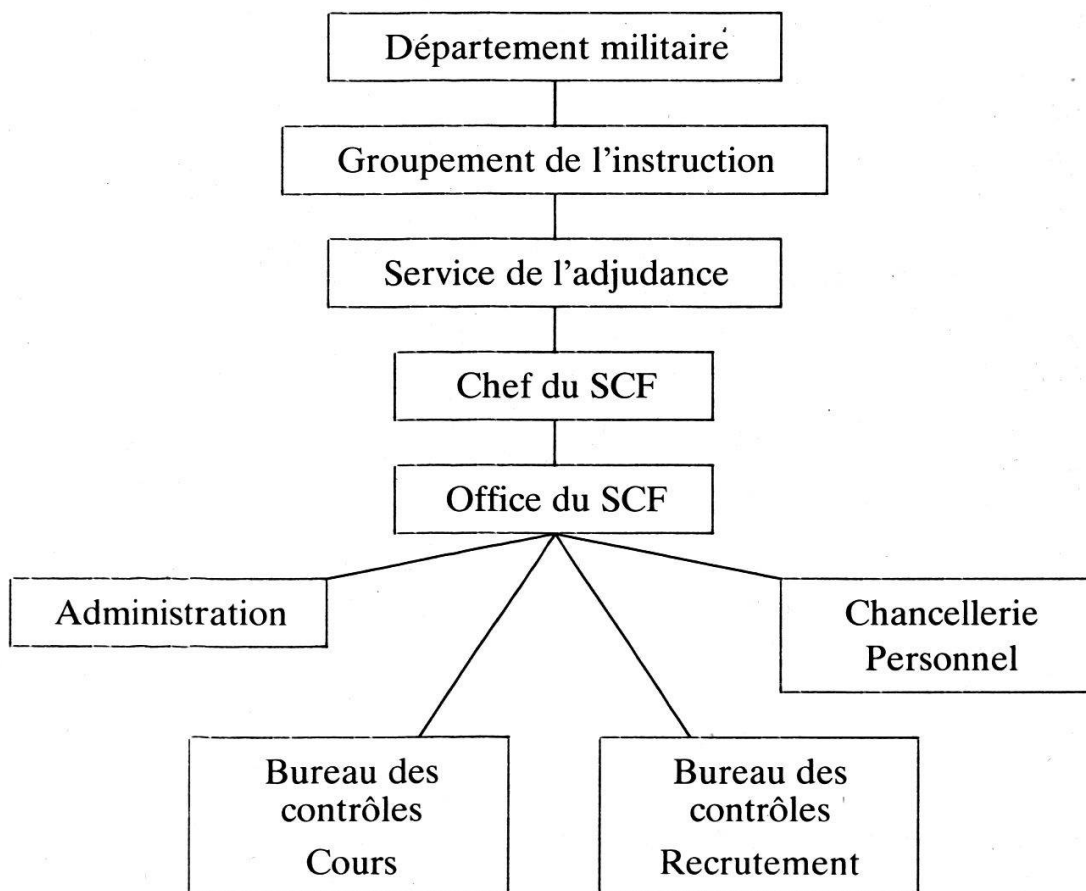 Département militaire
Groupement de l'instruction
Service de l'adjudance
Chef du SCF
Office du SCF
Administration
Chancellerie
Personnel
Bureau des
contrôles
Cours
Bureau des
contrôles
Recrutement